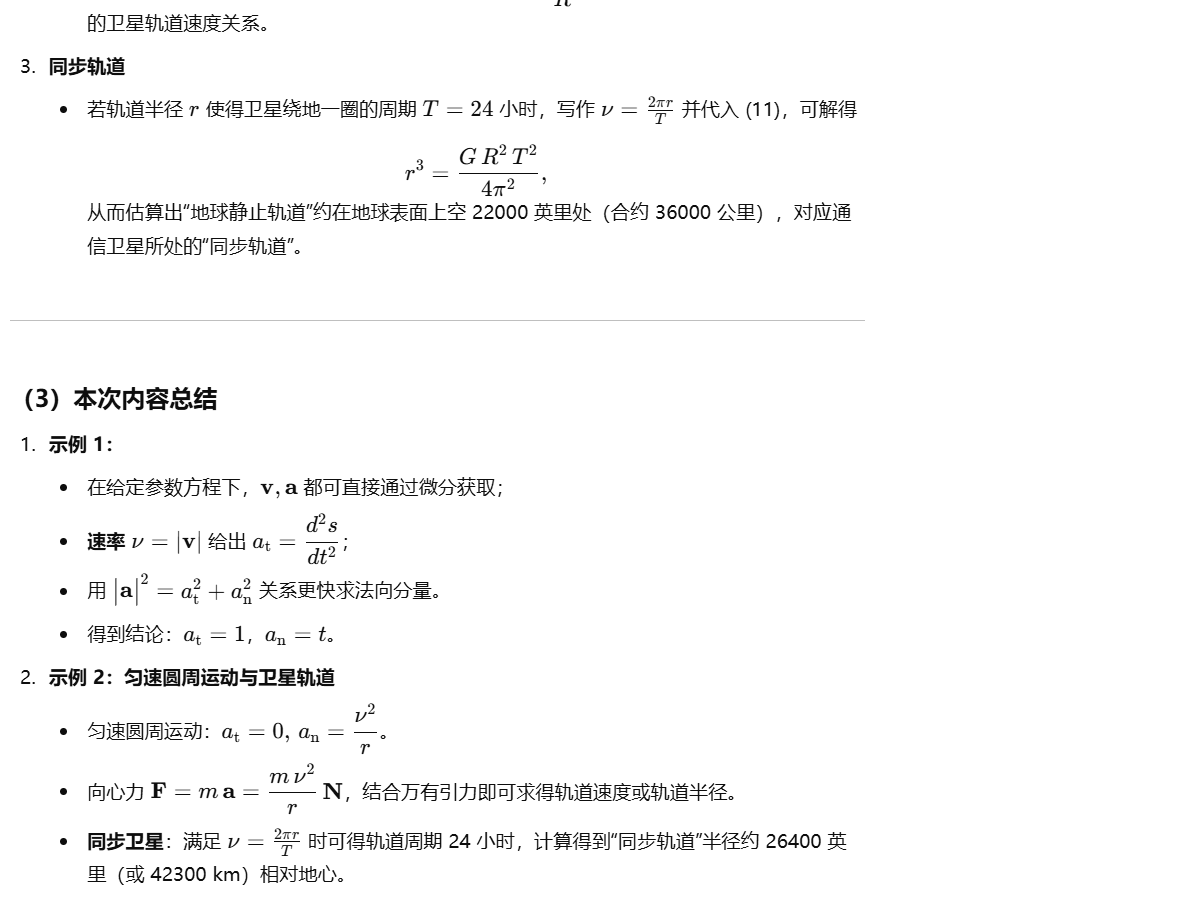 的卫星轨道速度关系。
3. 同步轨道
• 若轨道半径 r 使得卫星绕地一圈的周期 T = 24 小时，写作 ν = 2πr/T 并代入 (11)，可解得
r³ = G R² T² / 4π²,
从而估算出“地球静止轨道”约在地球表面上空 22000 英里处（合约 36000 公里），对应通
信卫星所处的“同步轨道”。
（3）本次内容总结
1. 示例 1：
• 在给定参数方程下，v, a 都可直接通过微分获取；
• 速率 ν = |v| 给出 a_t = d²s/dt²；
• 用 |a|² = a_t² + a_n² 关系更快求法向分量。
• 得到结论：a_t = 1，a_n = t。
2. 示例 2：匀速圆周运动与卫星轨道
• 匀速圆周运动：a_t = 0, a_n = ν²/r。
• 向心力 F = m a = m ν²/r N，结合万有引力即可求得轨道速度或轨道半径。
• 同步卫星：满足 ν = 2πr/T 时可得轨道周期 24 小时，计算得到“同步轨道”半径约 26400 英
里（或 42300 km）相对地心。